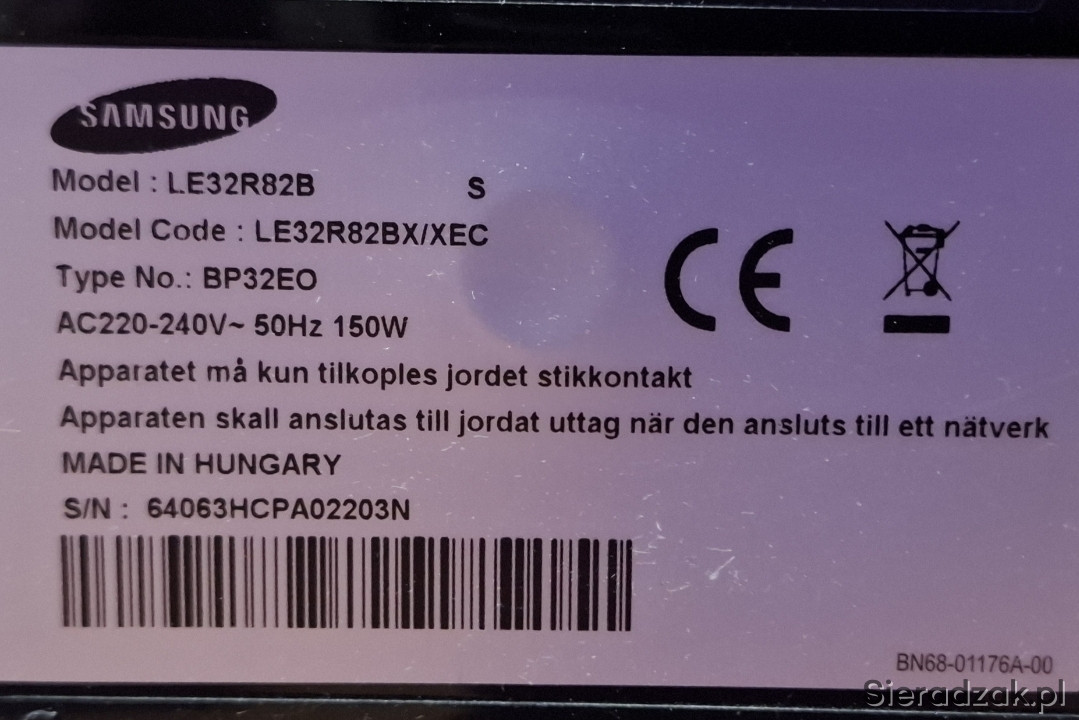 SAMSUNG
Model : LE32R82B S
Model Code : LE32R82BX/XEC
Type No.: BP32EO
AC220-240V~ 50Hz 150W
Apparatet må kun tilkoples jordet stikkontakt
Apparaten skall anslutas till jordat uttag när den ansluts till ett nätverk
MADE IN HUNGARY
S/N : 64063HCPA02203N
CE
BN68-01176A-00
Sieradzak.pl